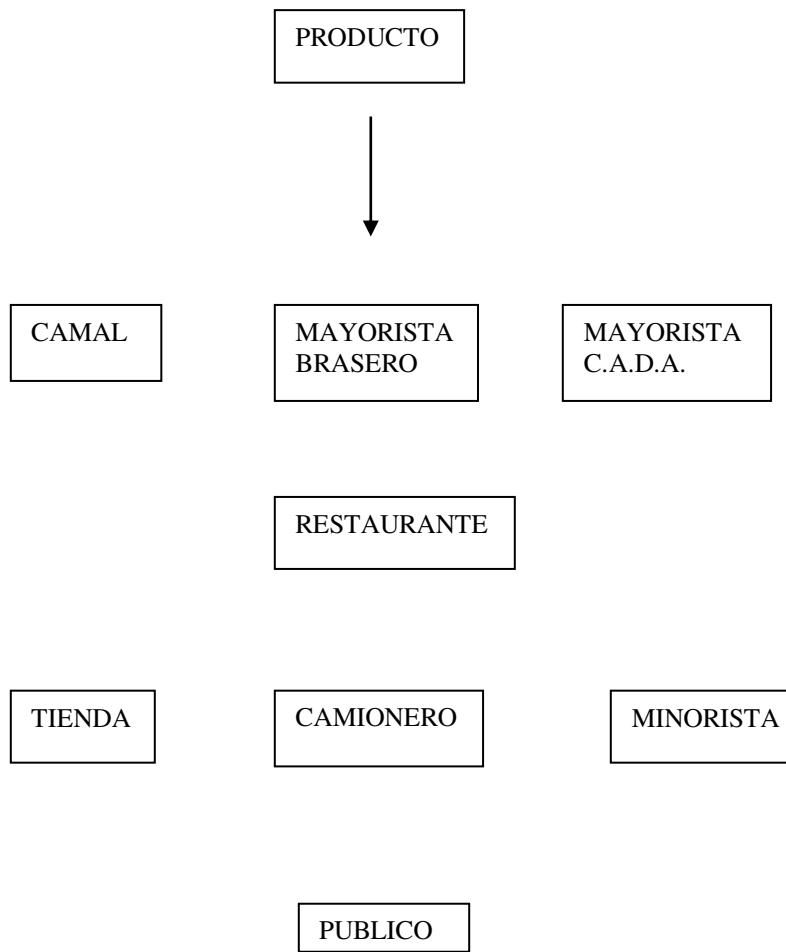 PRODUCTO
CAMAL
MAYORISTA
BRASERO
MAYORISTA
C.A.D.A.
RESTAURANTE
TIENDA
CAMIONERO
MINORISTA
PUBLICO